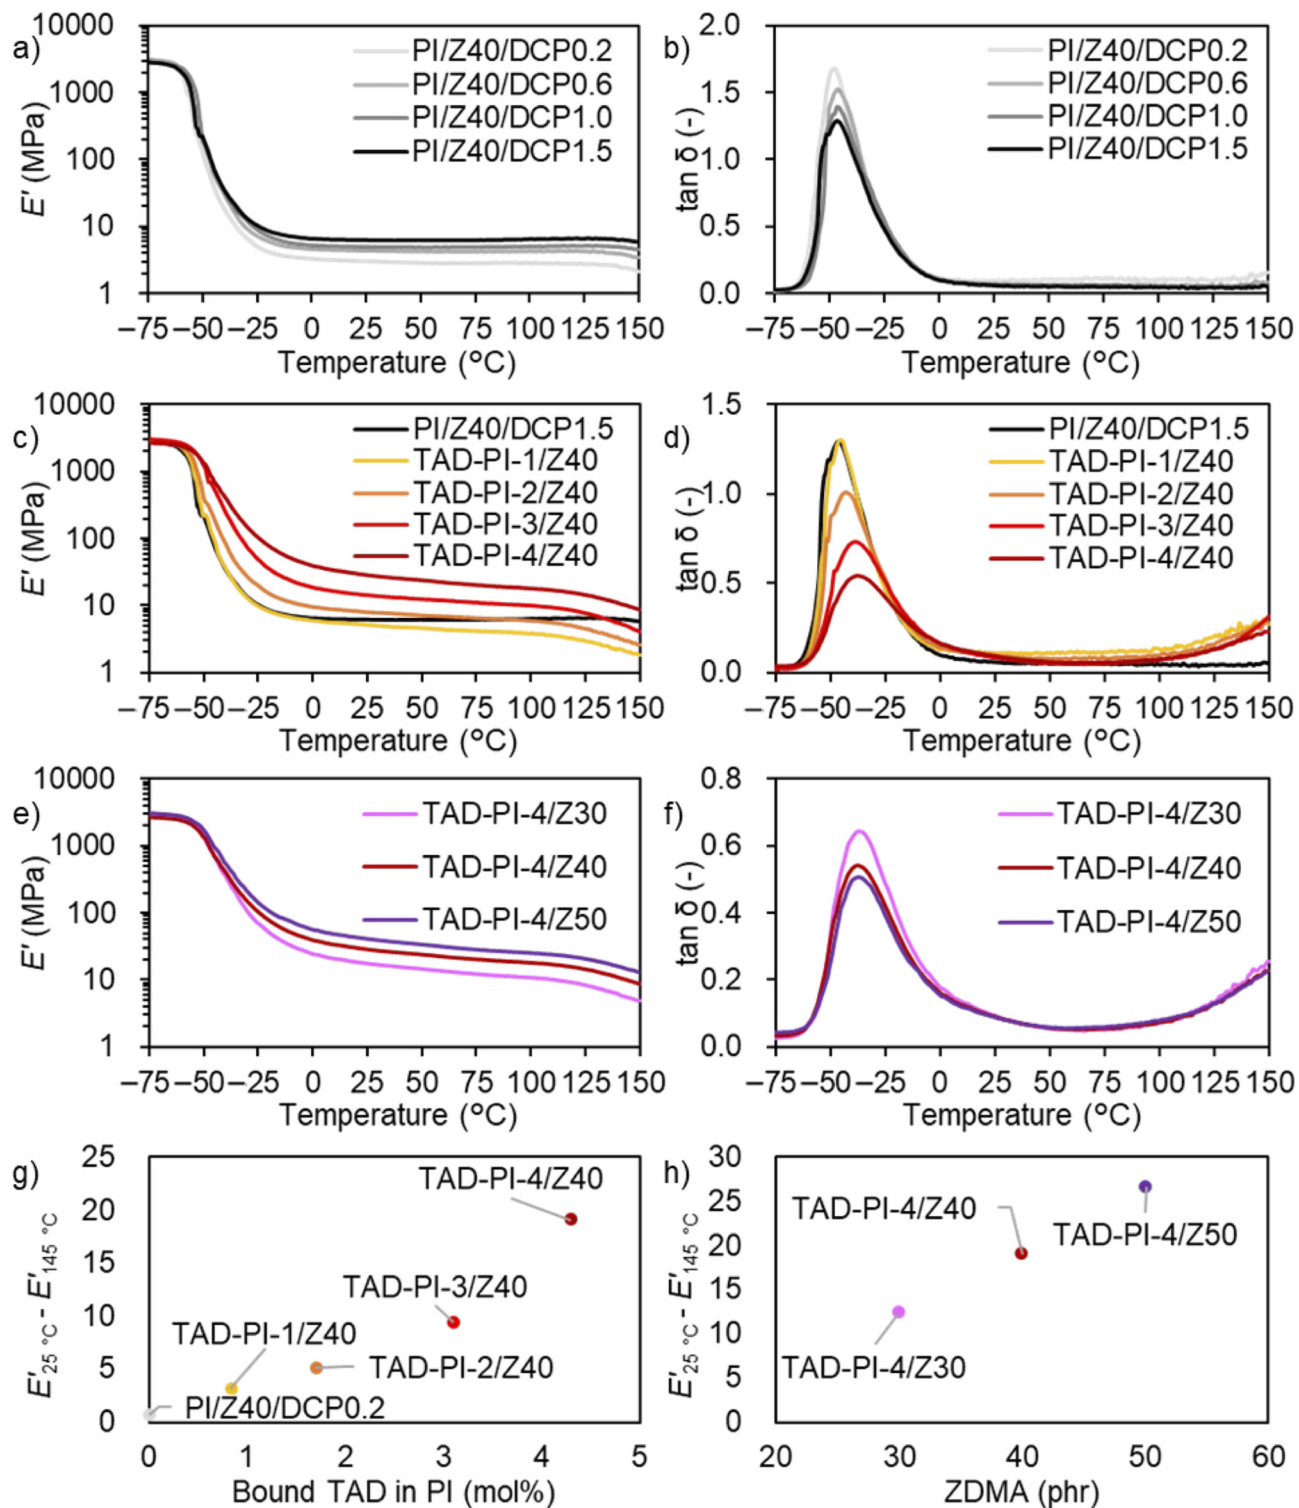 a)
10000
1000
100
10
1
E′ (MPa)
PI/Z40/DCP0.2
PI/Z40/DCP0.6
PI/Z40/DCP1.0
PI/Z40/DCP1.5
−75 −50 −25 0 25 50 75 100 125 150
Temperature (°C)
b)
2.0
1.5
1.0
0.5
0.0
tan δ (-)
PI/Z40/DCP0.2
PI/Z40/DCP0.6
PI/Z40/DCP1.0
PI/Z40/DCP1.5
−75 −50 −25 0 25 50 75 100 125 150
Temperature (°C)
c)
10000
1000
100
10
1
E′ (MPa)
PI/Z40/DCP1.5
TAD-PI-1/Z40
TAD-PI-2/Z40
TAD-PI-3/Z40
TAD-PI-4/Z40
−75 −50 −25 0 25 50 75 100 125 150
Temperature (°C)
d)
1.5
1.0
0.5
0.0
tan δ (-)
PI/Z40/DCP1.5
TAD-PI-1/Z40
TAD-PI-2/Z40
TAD-PI-3/Z40
TAD-PI-4/Z40
−75 −50 −25 0 25 50 75 100 125 150
Temperature (°C)
e)
10000
1000
100
10
1
E′ (MPa)
TAD-PI-4/Z30
TAD-PI-4/Z40
TAD-PI-4/Z50
−75 −50 −25 0 25 50 75 100 125 150
Temperature (°C)
f)
0.8
0.6
0.4
0.2
0.0
tan δ (-)
TAD-PI-4/Z30
TAD-PI-4/Z40
TAD-PI-4/Z50
−75 −50 −25 0 25 50 75 100 125 150
Temperature (°C)
g)
25
20
15
10
5
0
E′25 °C - E′145 °C
TAD-PI-4/Z40
TAD-PI-3/Z40
TAD-PI-1/Z40
TAD-PI-2/Z40
PI/Z40/DCP0.2
0 1 2 3 4 5
Bound TAD in PI (mol%)
h)
30
25
20
15
10
5
0
E′25 °C - E′145 °C
TAD-PI-4/Z40
TAD-PI-4/Z50
TAD-PI-4/Z30
20 30 40 50 60
ZDMA (phr)